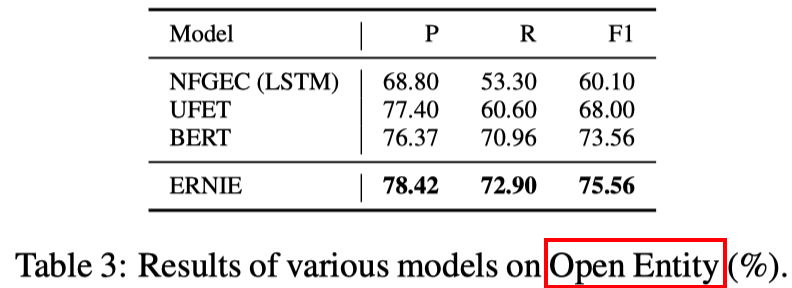 Model P R F1
NFGEC (LSTM) 68.80 53.30 60.10
UFET 77.40 60.60 68.00
BERT 76.37 70.96 73.56
ERNIE 78.42 72.90 75.56
Table 3: Results of various models on Open Entity (%).